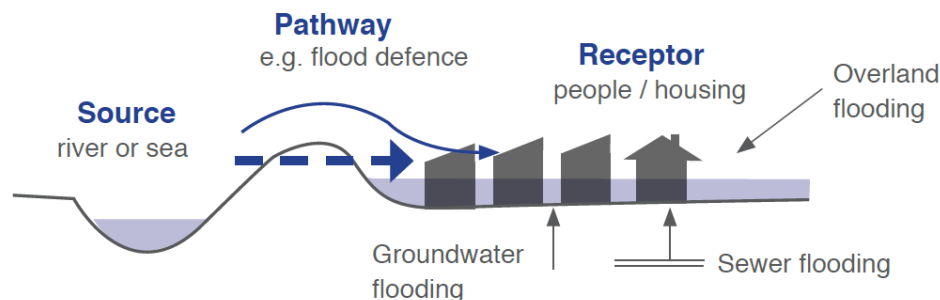 Pathway
e.g. flood defence
Receptor
people / housing
Overland
flooding
Source
river or sea
Groundwater
flooding
Sewer flooding